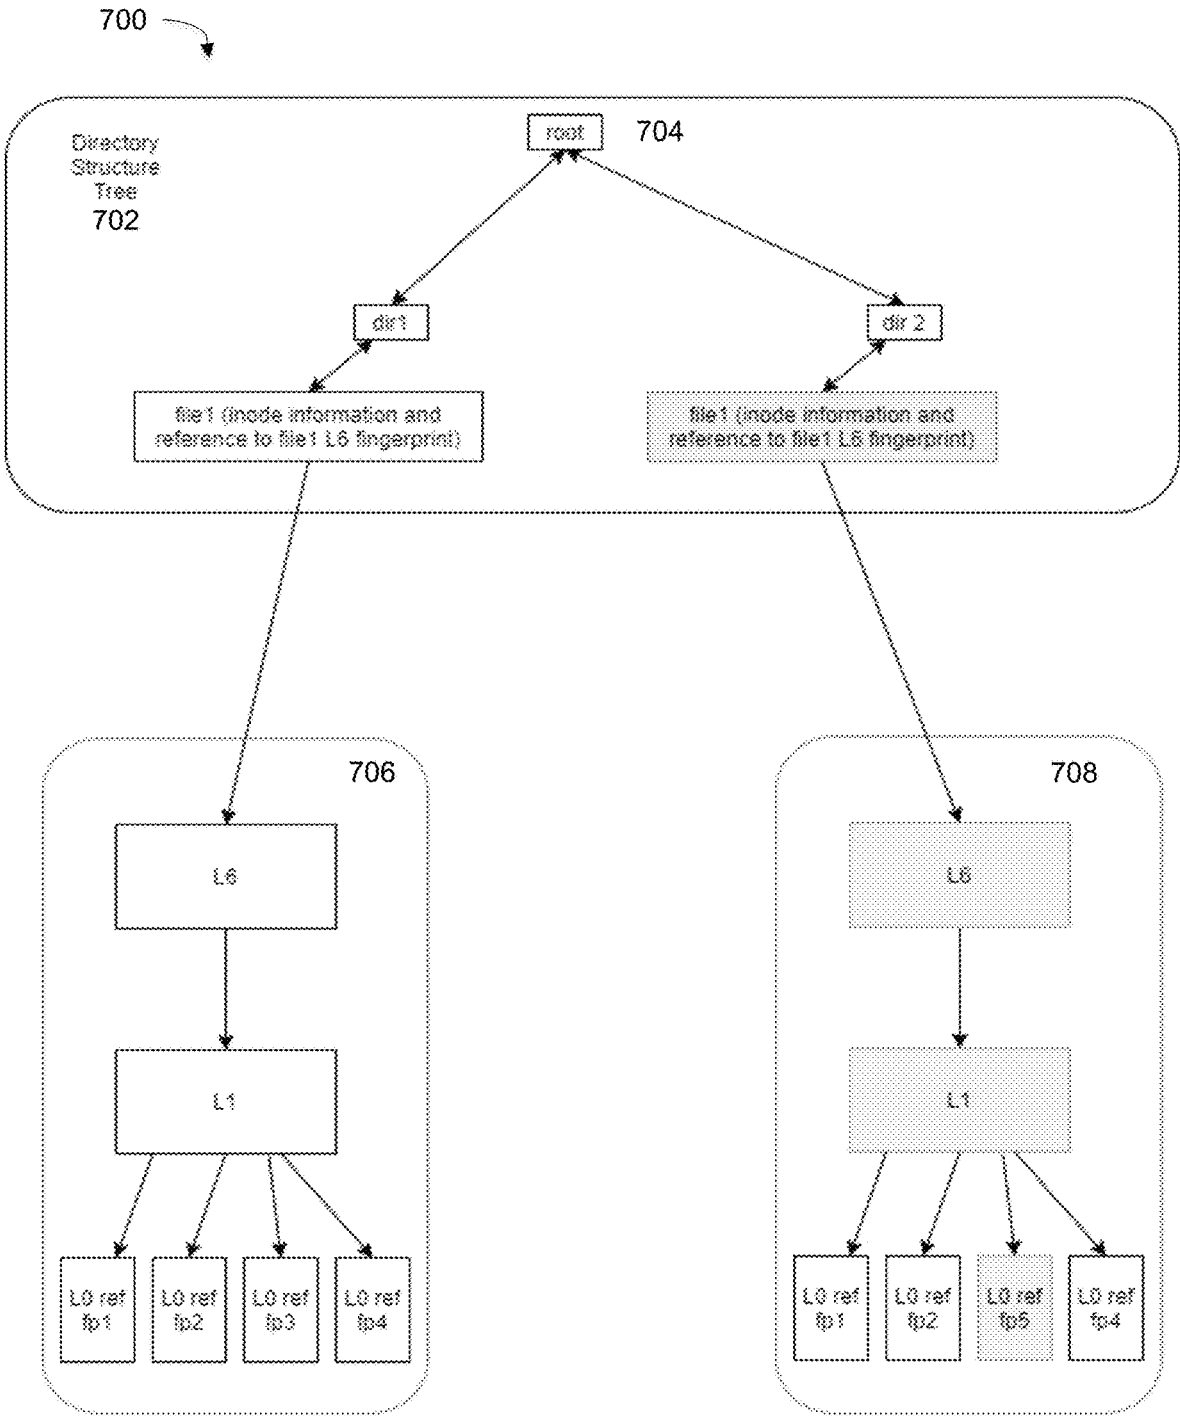 700
Directory
Structure
Tree
702
root
704
dir1
dir 2
file1 (inode information and
reference to file1 L6 fingerprint)
file1 (inode information and
reference to file1 L6 fingerprint)
706
L6
L1
L0 ref
fp1
L0 ref
fp2
L0 ref
fp3
L0 ref
fp4
708
L6
L1
L0 ref
fp1
L0 ref
fp2
L0 ref
fp5
L0 ref
fp4